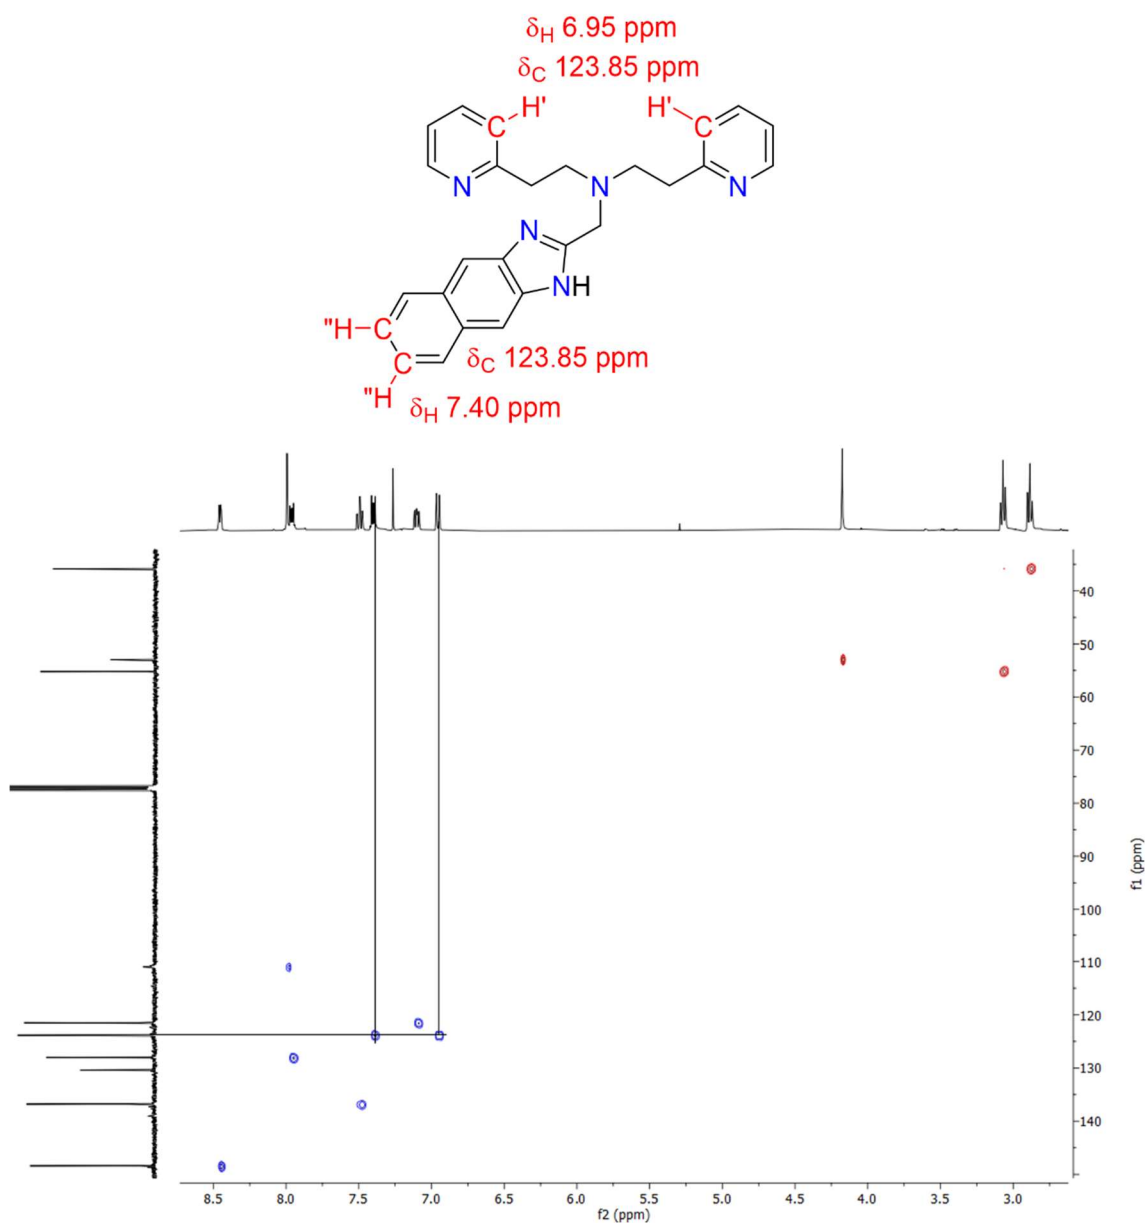 δH 6.95 ppm
δC 123.85 ppm
H' H'
C C
N N N
N
NH
"H C
C δC 123.85 ppm
"H δH 7.40 ppm
40
50
60
70
80
90
100
110
120
130
140
f1 (ppm)
8.5 8.0 7.5 7.0 6.5 6.0 5.5 5.0 4.5 4.0 3.5 3.0
f2 (ppm)